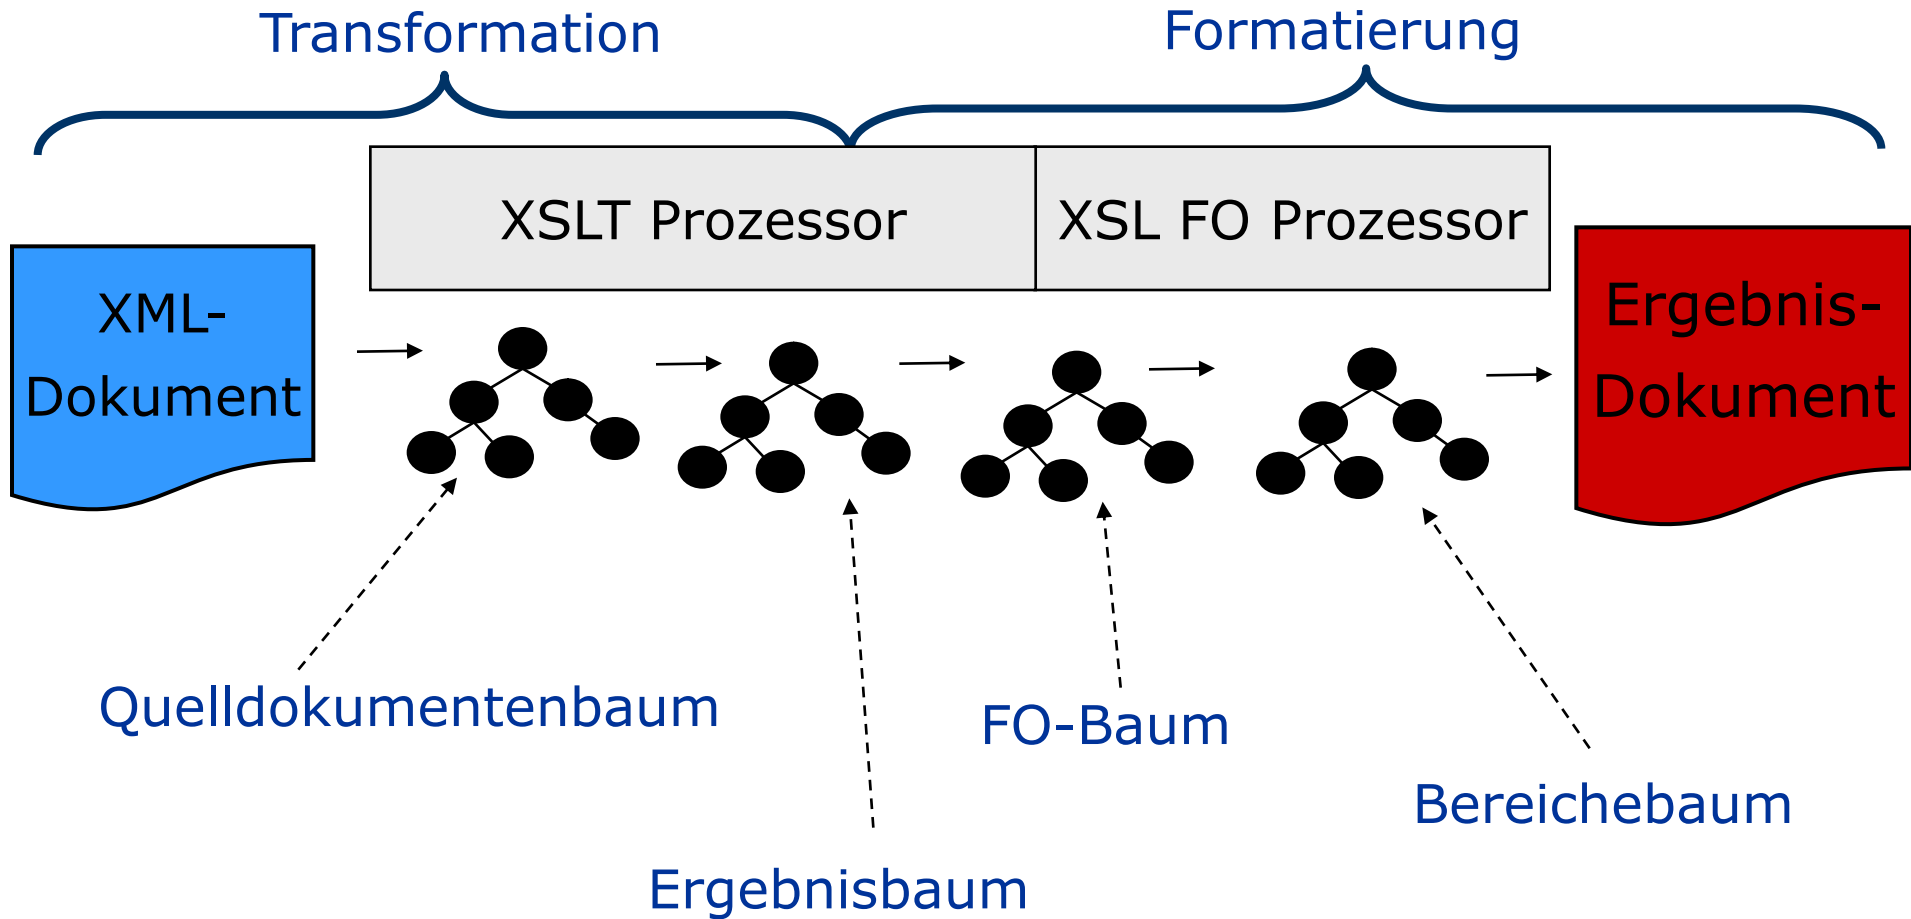 Transformation
Formatierung
XSLT Prozessor
XSL FO Prozessor
XML-
Dokument
Ergebnis-
Dokument
Quelldokumentenbaum
FO-Baum
Bereichebaum
Ergebnisbaum